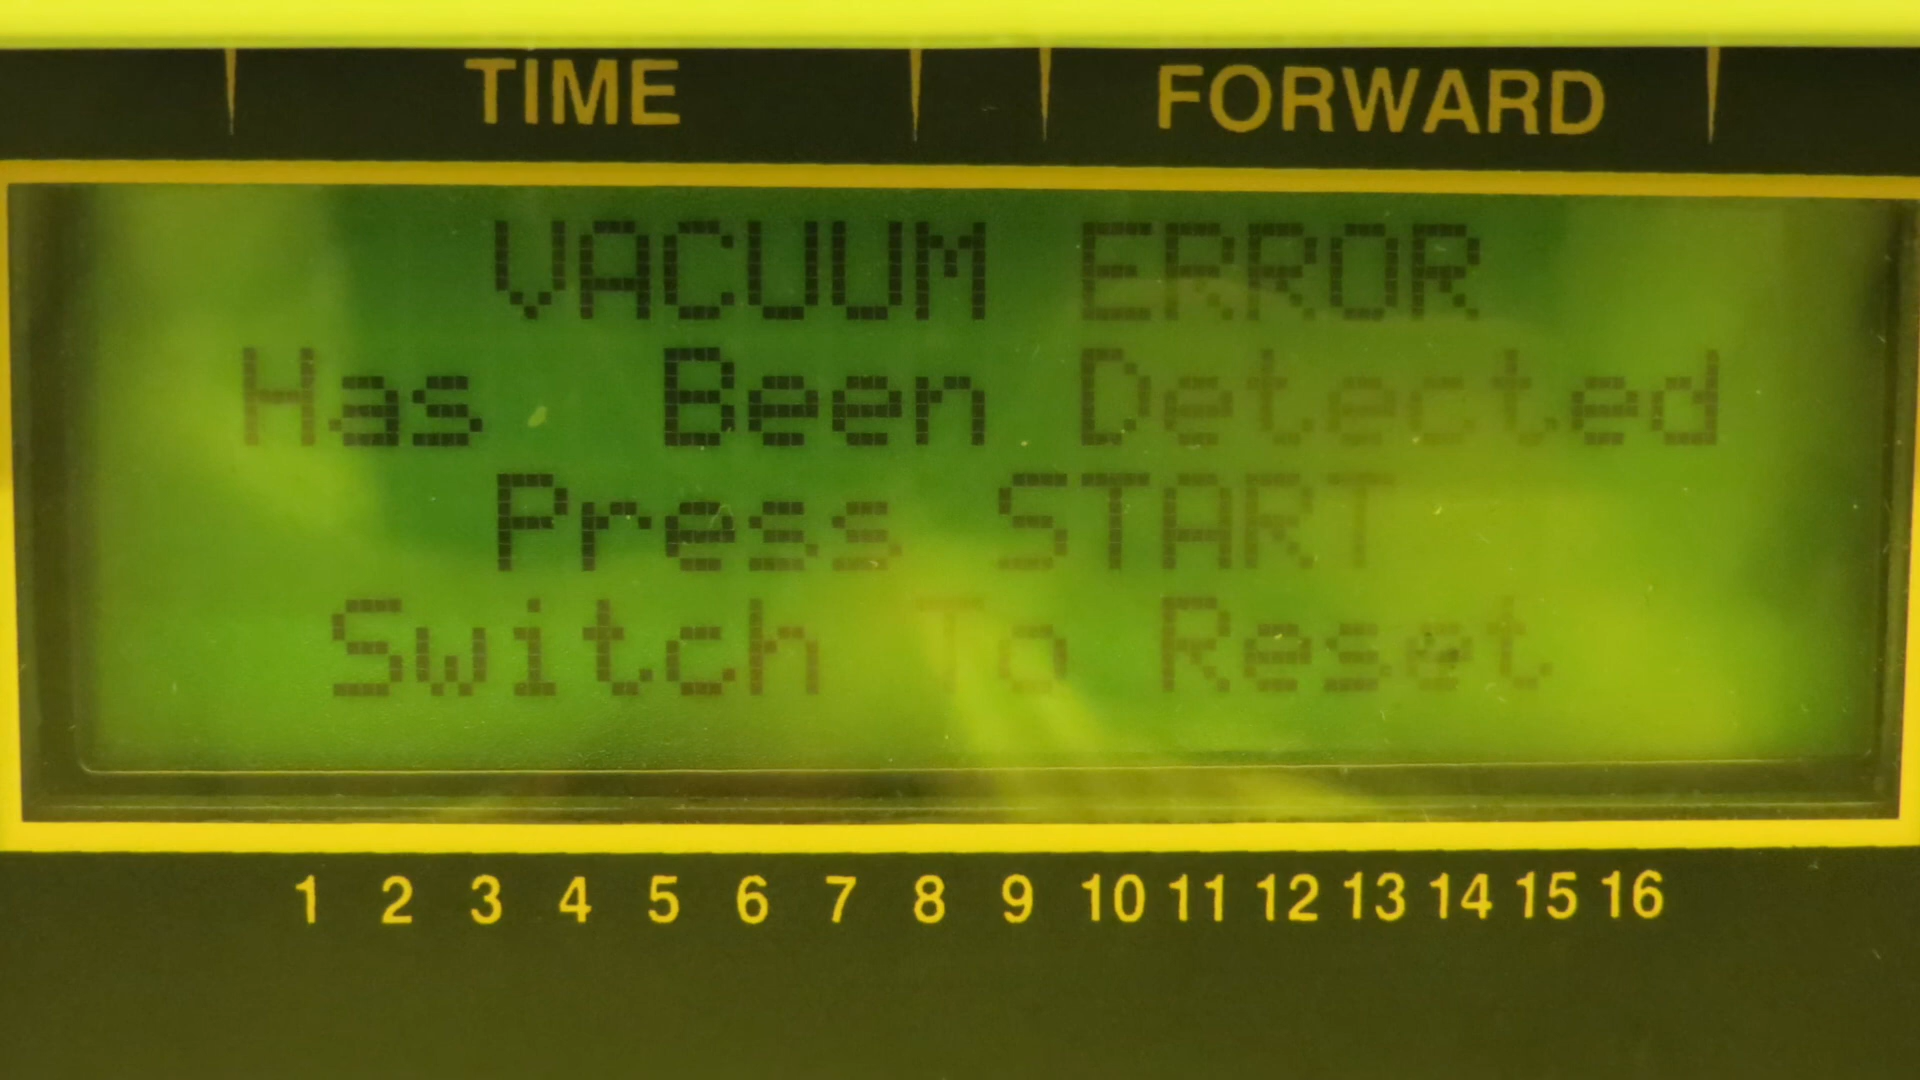 TIME FORWARD
VACUUM ERROR
Has Been Detected
Press START
Switch To Reset
1 2 3 4 5 6 7 8 9 10 11 12 13 14 15 16